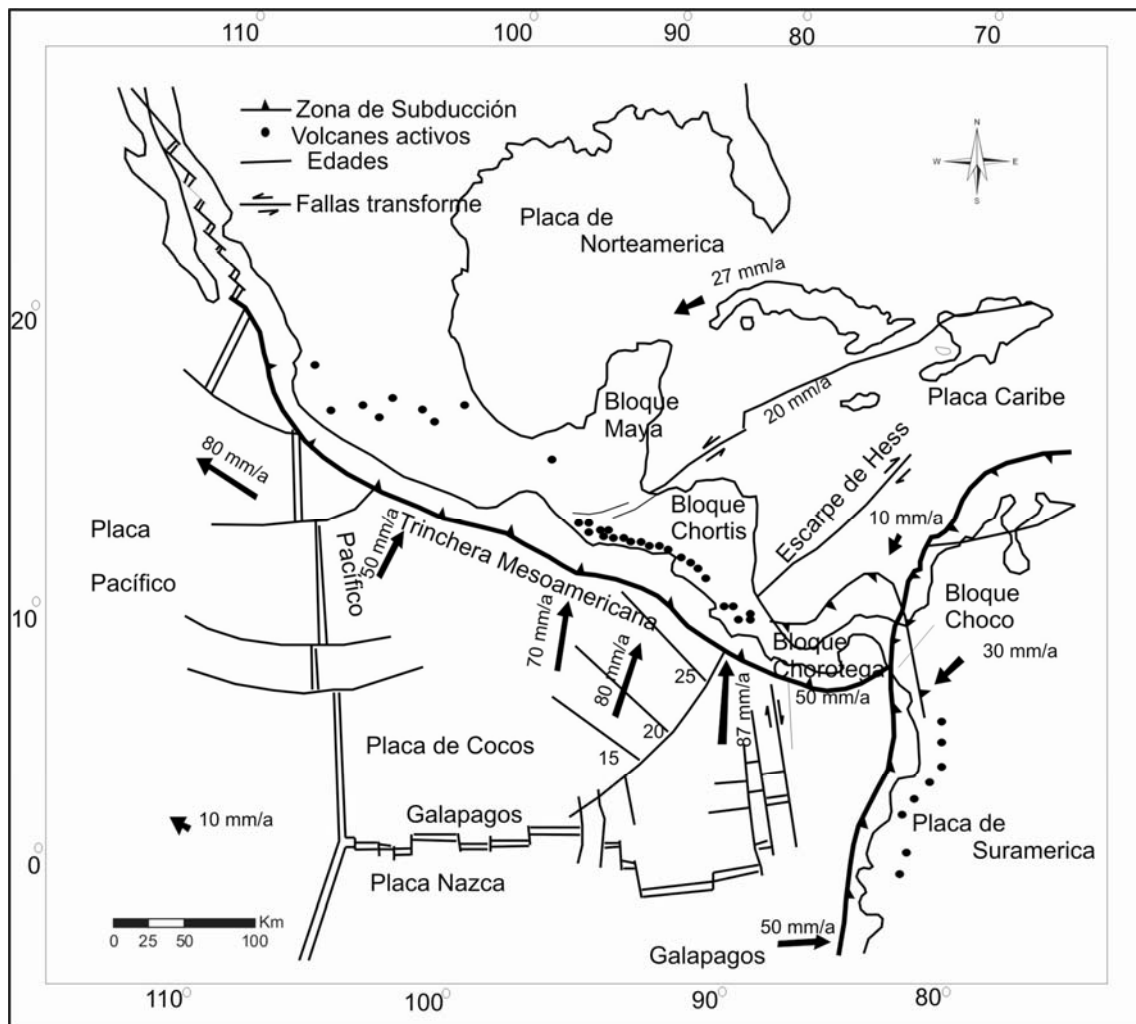 110°
100°
90°
80°
70°
Zona de Subducción
Volcanes activos
Edades
Fallas transforme
N
W
E
S
Placa de
Norteamerica
27 mm/a
20°
20 mm/a
Placa Caribe
Bloque
Maya
80 mm/a
Escarpe de Hess
Bloque
Chortis
10 mm/a
Placa
Pacífico
Pacífico
50 mm/a
Trinchera Mesoamericana
10°
Bloque
Choco
Bloque
Chorotega
30 mm/a
70 mm/a
80 mm/a
25
50 mm/a
87 mm/a
20
15
Placa de Cocos
10 mm/a
Galapagos
Placa de
Suramerica
0°
Placa Nazca
Km
0 25 50 100
50 mm/a
Galapagos
110°
100°
90°
80°